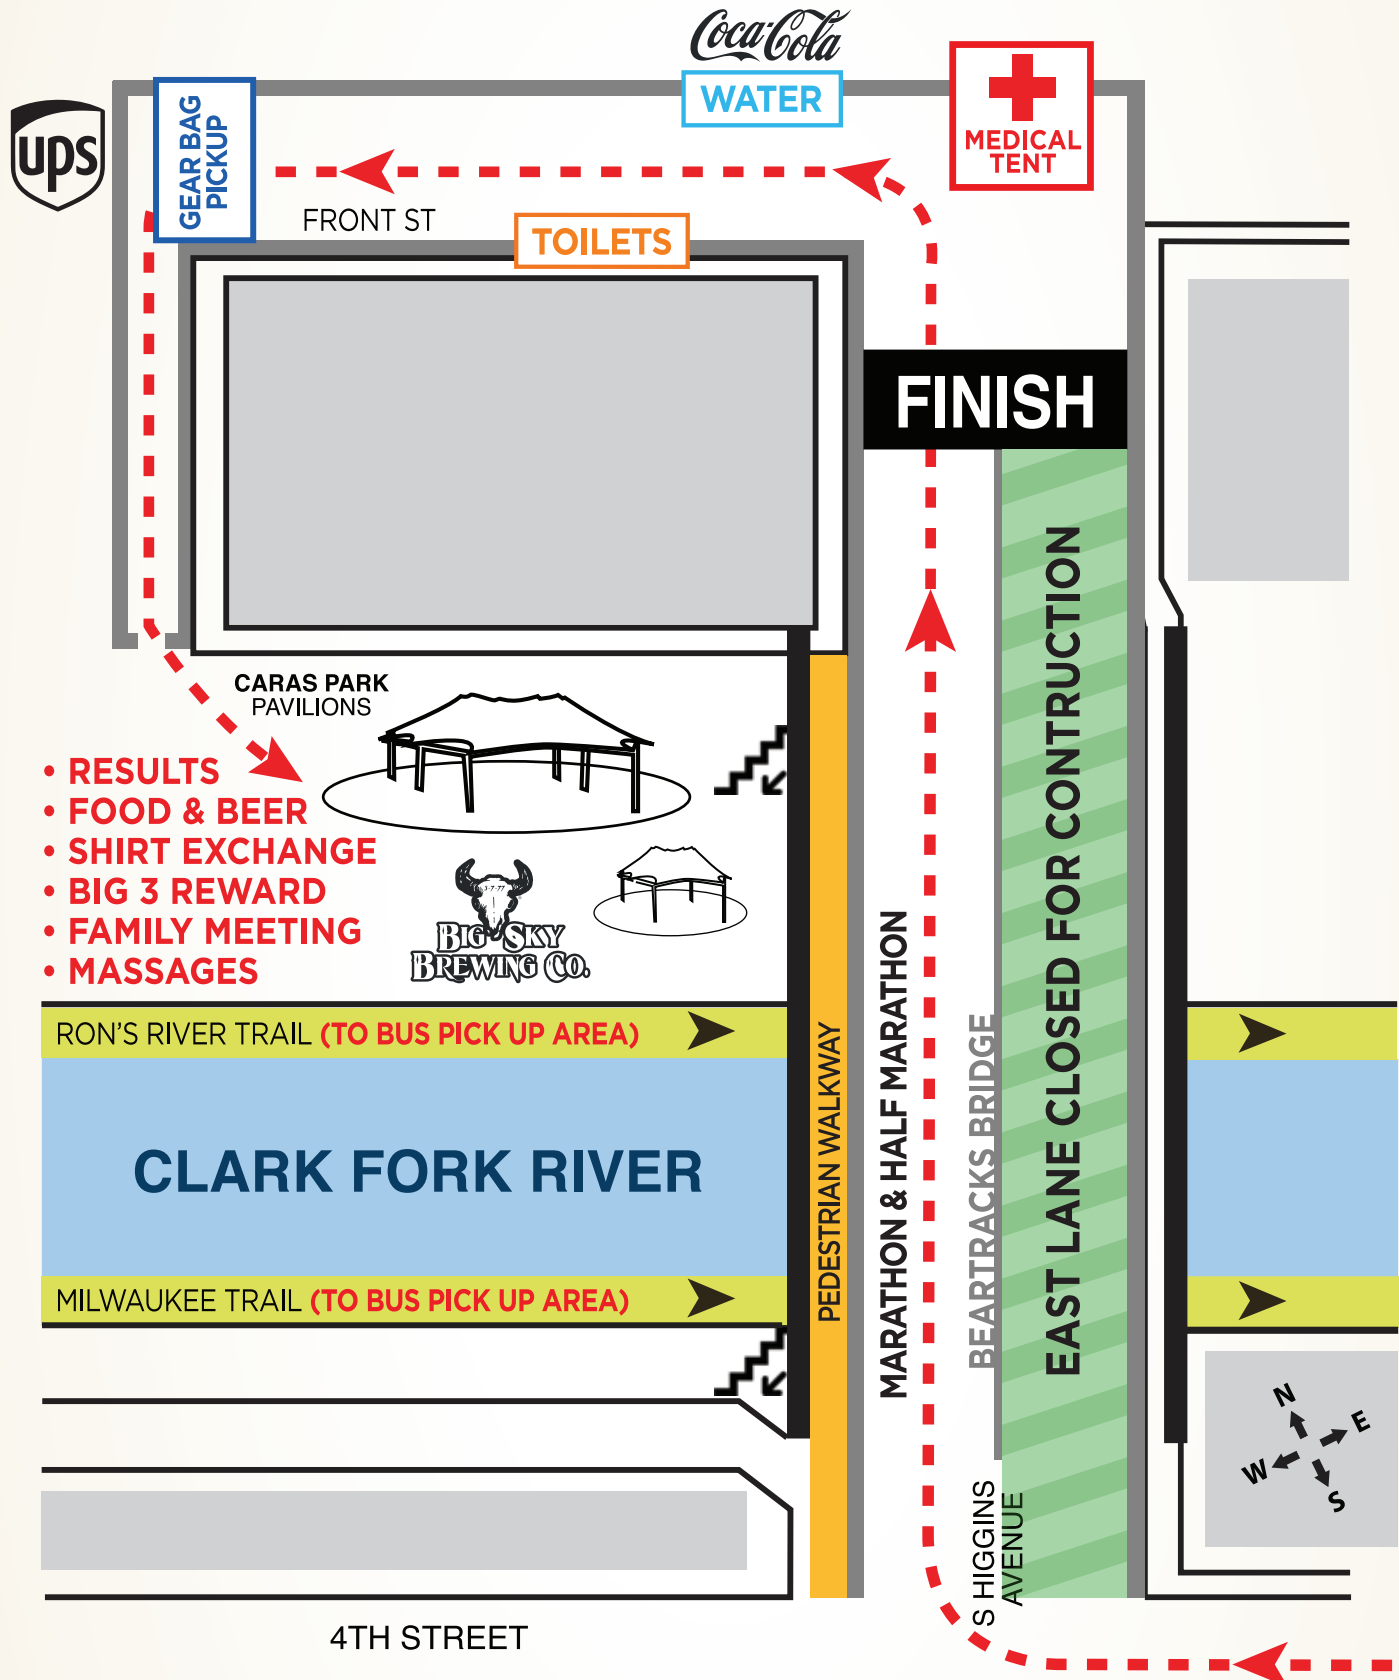 Coca-Cola
WATER
MEDICAL
TENT
ups
GEAR BAG
PICKUP
FRONT ST
TOILETS
FINISH
CARAS PARK
PAVILIONS
• RESULTS
• FOOD & BEER
• SHIRT EXCHANGE
• BIG 3 REWARD
• FAMILY MEETING
• MASSAGES
3-7-77
BIG SKY
BREWING CO.
RON'S RIVER TRAIL (TO BUS PICK UP AREA)
CLARK FORK RIVER
MILWAUKEE TRAIL (TO BUS PICK UP AREA)
PEDESTRIAN WALKWAY
MARATHON & HALF MARATHON
BEARTRACKS BRIDGE
EAST LANE CLOSED FOR CONTRUCTION
S HIGGINS
AVENUE
N
E
W
S
4TH STREET